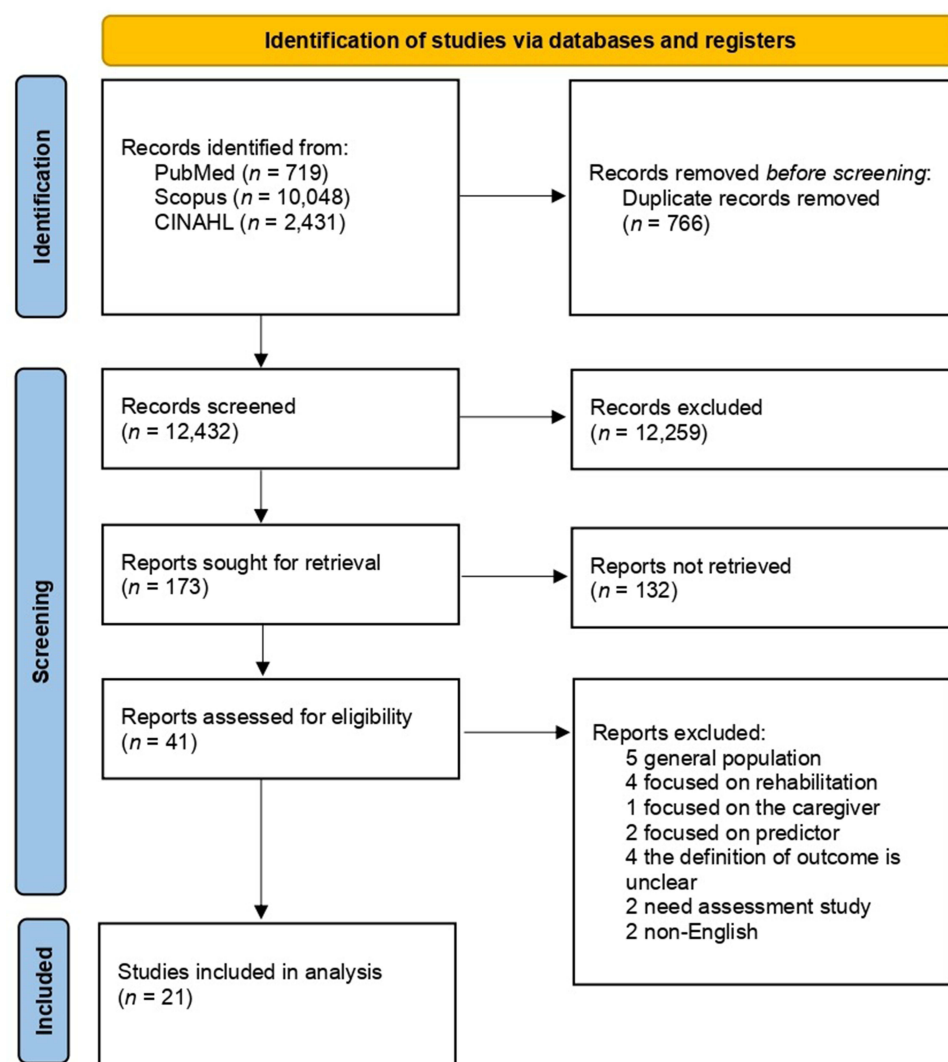 Identification of studies via databases and registers
Identification
Records identified from:
PubMed (n = 719)
Scopus (n = 10,048)
CINAHL (n = 2,431)
Records removed before screening:
Duplicate records removed
(n = 766)
Screening
Records screened
(n = 12,432)
Records excluded
(n = 12,259)
Reports sought for retrieval
(n = 173)
Reports not retrieved
(n = 132)
Reports assessed for eligibility
(n = 41)
Reports excluded:
5 general population
4 focused on rehabilitation
1 focused on the caregiver
2 focused on predictor
4 the definition of outcome is
unclear
2 need assessment study
2 non-English
Included
Studies included in analysis
(n = 21)